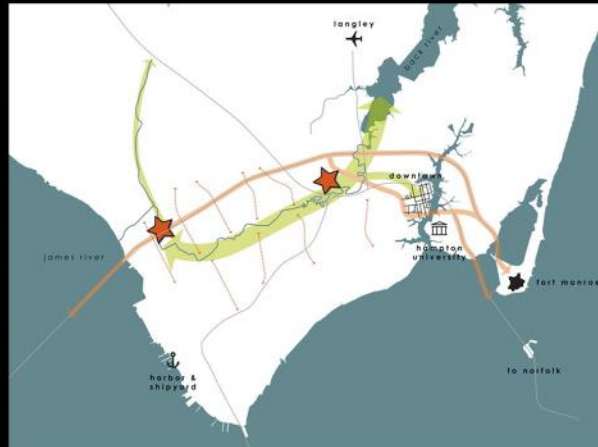 langley
back river
downtown
hampton
university
james river
fort monroe
harbor &
shipyard
to norfolk